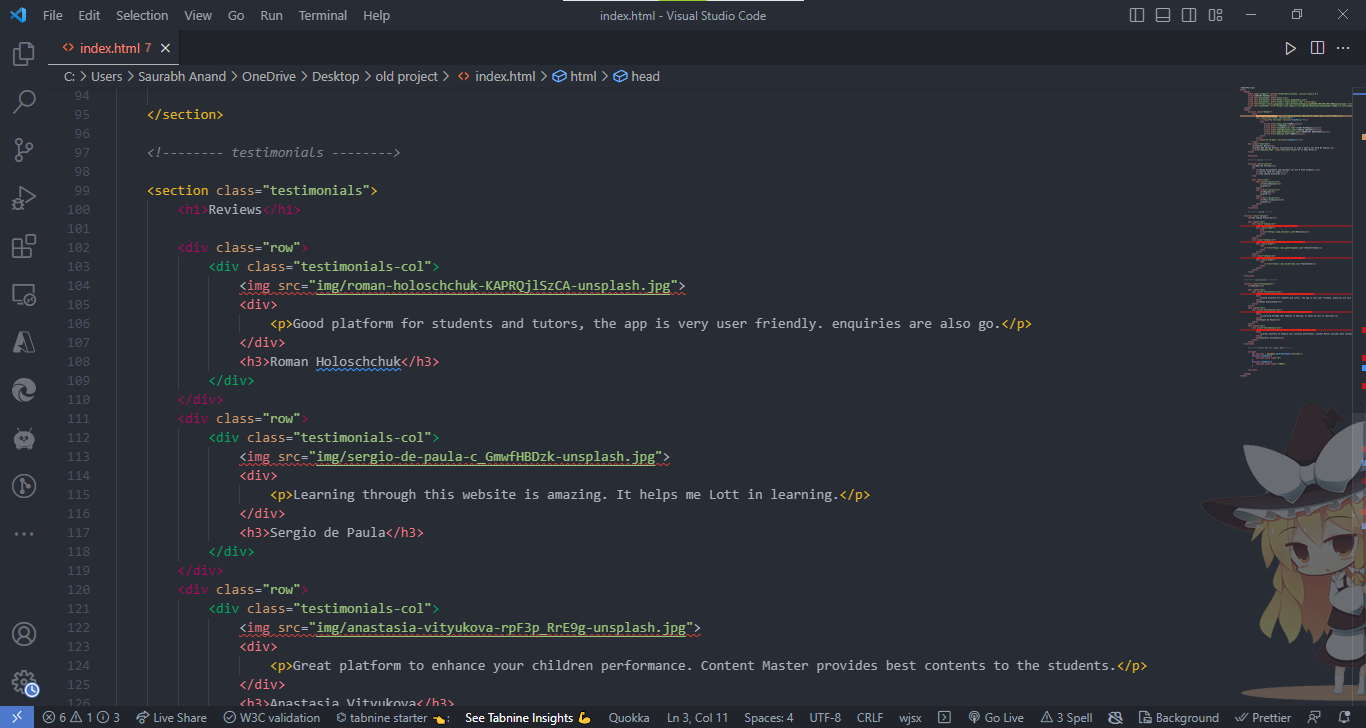 File Edit Selection View Go Run Terminal Help
index.html - Visual Studio Code
index.html 7
C: > Users > Saurabh Anand > OneDrive > Desktop > old project > index.html > html > head
94
95 </section>
96
97 <!-------- testimonials -------->
98
99 <section class="testimonials">
100 <h1>Reviews</h1>
101
102 <div class="row">
103 <div class="testimonials-col">
104 <img src="img/roman-holoschchuk-KAPRQjlSzCA-unsplash.jpg">
105 <div>
106 <p>Good platform for students and tutors, the app is very user friendly. enquiries are also go.</p>
107 </div>
108 <h3>Roman Holoschchuk</h3>
109 </div>
110 </div>
111 <div class="row">
112 <div class="testimonials-col">
113 <img src="img/sergio-de-paula-c_GmwfHBDzk-unsplash.jpg">
114 <div>
115 <p>Learning through this website is amazing. It helps me Lott in learning.</p>
116 </div>
117 <h3>Sergio de Paula</h3>
118 </div>
119 </div>
120 <div class="row">
121 <div class="testimonials-col">
122 <img src="img/anastasia-vityukova-rpF3p_RrE9g-unsplash.jpg">
123 <div>
124 <p>Great platform to enhance your children performance. Content Master provides best contents to the students.</p>
125 </div>
126 <h3>Anastasia Vityukova</h3>
6 1 3 Live Share W3C validation tabnine starter : See Tabnine Insights Quokka Ln 3, Col 11 Spaces: 4 UTF-8 CRLF wjsx Go Live 3 Spell Background Prettier